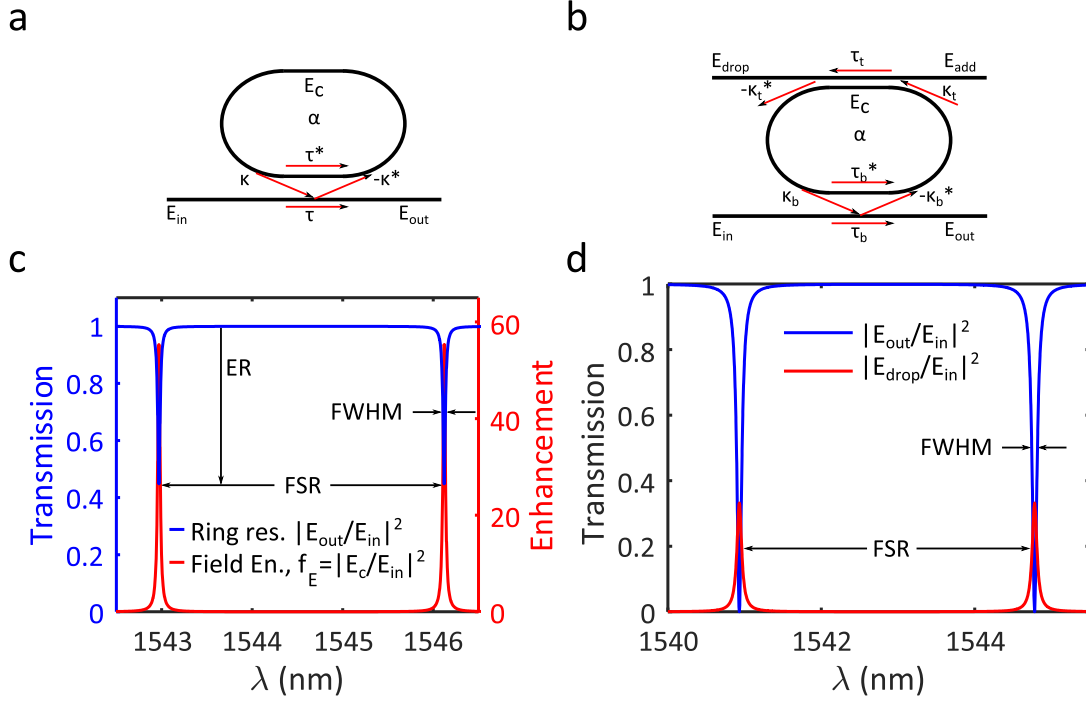 a
E_c
α
τ*
κ
-κ*
E_in
τ
E_out
b
E_drop
τ_t
E_add
-κ_t*
κ_t
E_c
α
τ_b*
κ_b
-κ_b*
E_in
τ_b
E_out
c
Transmission
1
0.8
0.6
0.4
0.2
0
ER
FWHM
FSR
Ring res. |E_out/E_in|²
Field En., f_E=|E_c/E_in|²
60
40
20
0
Enhancement
1543 1544 1545 1546
λ (nm)
d
Transmission
1
0.8
0.6
0.4
0.2
0
|E_out/E_in|²
|E_drop/E_in|²
FWHM
FSR
1540 1542 1544
λ (nm)